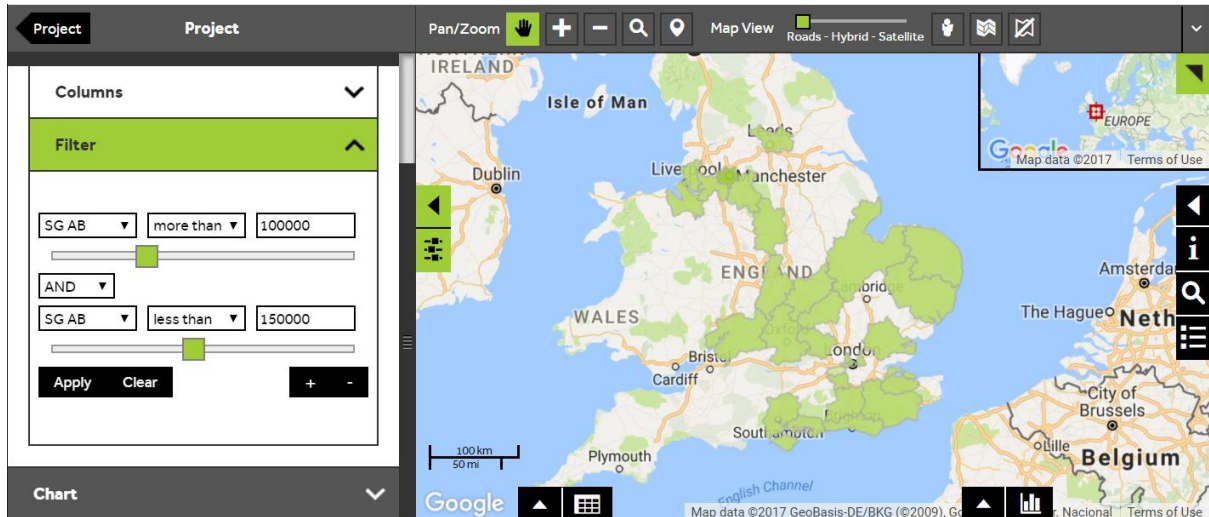 Project
Project
Pan/Zoom
Map View
Roads - Hybrid - Satellite
Columns
Filter
SG AB more than 100000
AND
SG AB less than 150000
Apply Clear + -
Chart
IRELAND
Isle of Man
Leeds
Dublin
Liverpool
Manchester
ENGLAND
Cambridge
WALES
Oxford
London
Bristol
Cardiff
Brighton
Southampton
Plymouth
100 km
50 mi
English Channel
Google
Map data ©2017 GeoBasis-DE/BKG (©2009), Go
r, Nacional Terms of Use
EUROPE
Google
Map data ©2017 Terms of Use
i
Amsterda
The Hague
Neth
City of
Brussels
Lille
Belgium